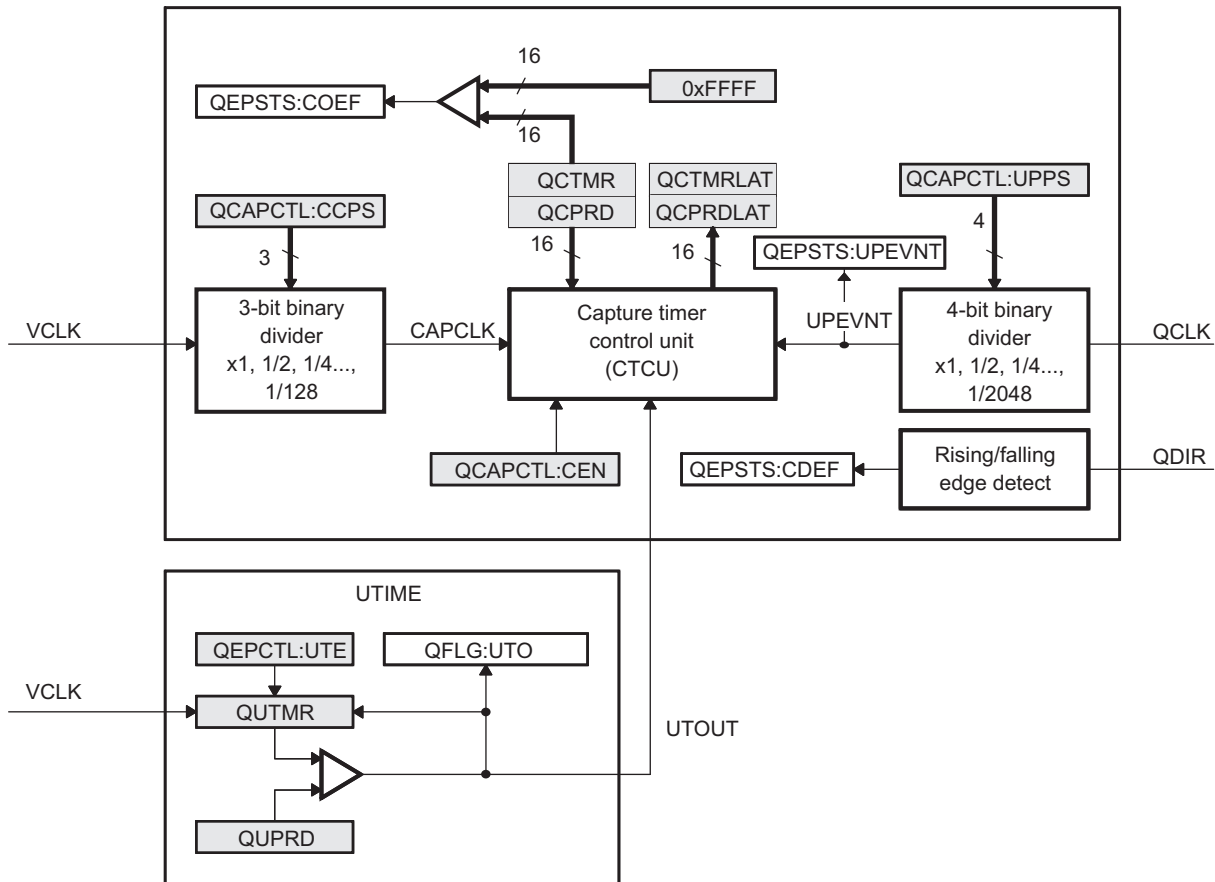 16
0xFFFF
QEPSTS:COEF
16
QCTMR
QCPRD
QCTMRLAT
QCPRDLAT
QCAPCTL:UPPS
QCAPCTL:CCPS
3
16
16
4
QEPSTS:UPEVNT
VCLK
3-bit binary
divider
x1, 1/2, 1/4...,
1/128
CAPCLK
Capture timer
control unit
(CTCU)
UPEVNT
4-bit binary
divider
x1, 1/2, 1/4...,
1/2048
QCLK
QCAPCTL:CEN
QEPSTS:CDEF
Rising/falling
edge detect
QDIR
UTIME
QEPCTL:UTE
QFLG:UTO
VCLK
QUTMR
UTOUT
QUPRD